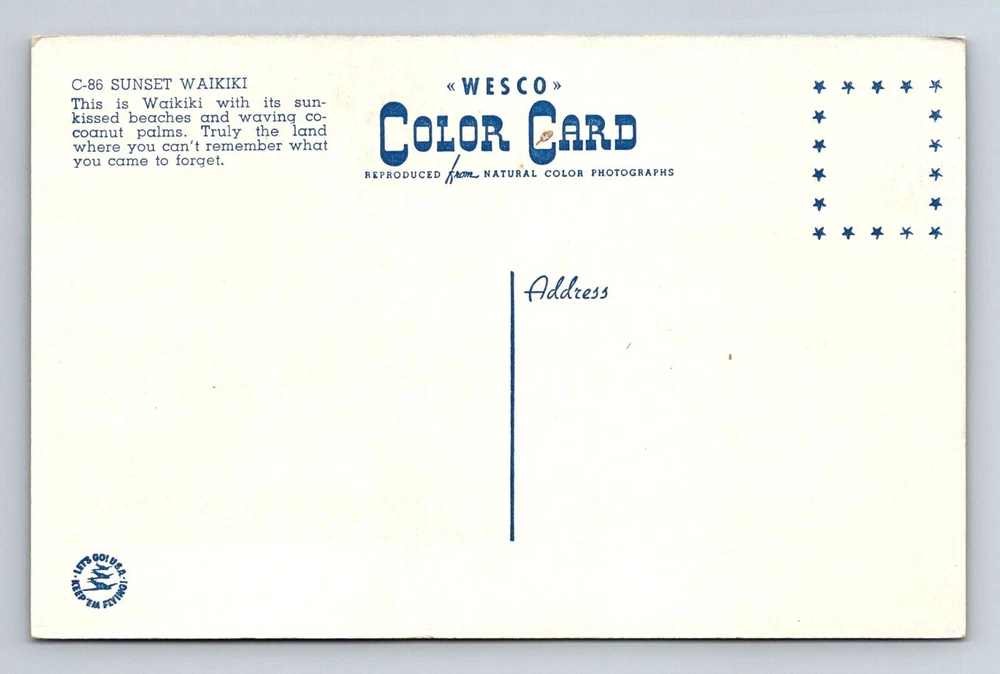 C-86 SUNSET WAIKIKI
This is Waikiki with its sun-
kissed beaches and waving co-
coanut palms. Truly the land
where you can't remember what
you came to forget.
«WESCO»
COLOR CARD
REPRODUCED from NATURAL COLOR PHOTOGRAPHS
Address
LET'S GO! U.S.A.
KEEP 'EM FLYING!